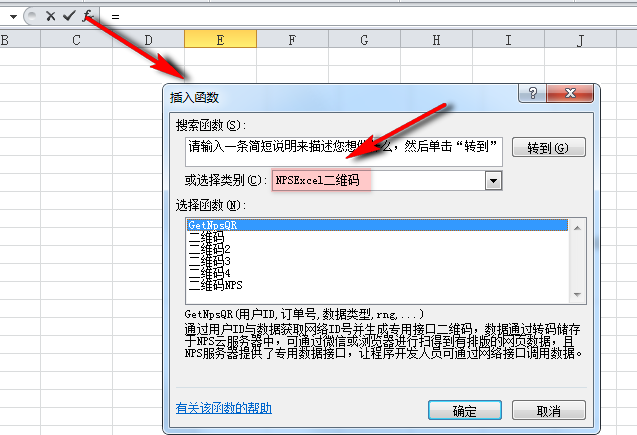 fx =
B C D E F G H I J
插入函数
搜索函数(S):
请输入一条简短说明来描述您想做什么，然后单击“转到”
转到(G)
或选择类别(C): NPSExcel二维码
选择函数(N):
GetNpsQR
二维码
二维码2
二维码3
二维码4
二维码NPS
GetNpsQR(用户ID,订单号,数据类型,rng,...)
通过用户ID与数据获取网络ID号并生成专用接口二维码，数据通过转码储存
于NPS云服务器中，可通过微信或浏览器进行扫得到有排版的网页数据，且
NPS服务器提供了专用数据接口，让程序开发人员可通过网络接口调用数据。
有关该函数的帮助
确定 取消